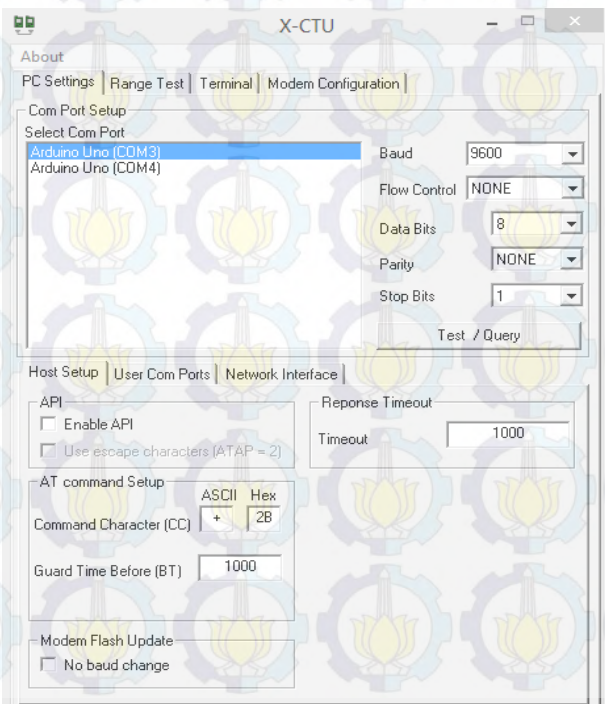 X-CTU
About
PC Settings Range Test Terminal Modem Configuration
Com Port Setup
Select Com Port
Arduino Uno (COM3)
Arduino Uno (COM4)
Baud 9600
Flow Control NONE
Data Bits 8
Parity NONE
Stop Bits 1
Test / Query
Host Setup User Com Ports Network Interface
API
Enable API
Use escape characters (ATAP = 2)
Reponse Timeout
Timeout 1000
AT command Setup
ASCII Hex
Command Character (CC) + 2B
Guard Time Before (BT) 1000
Modem Flash Update
No baud change